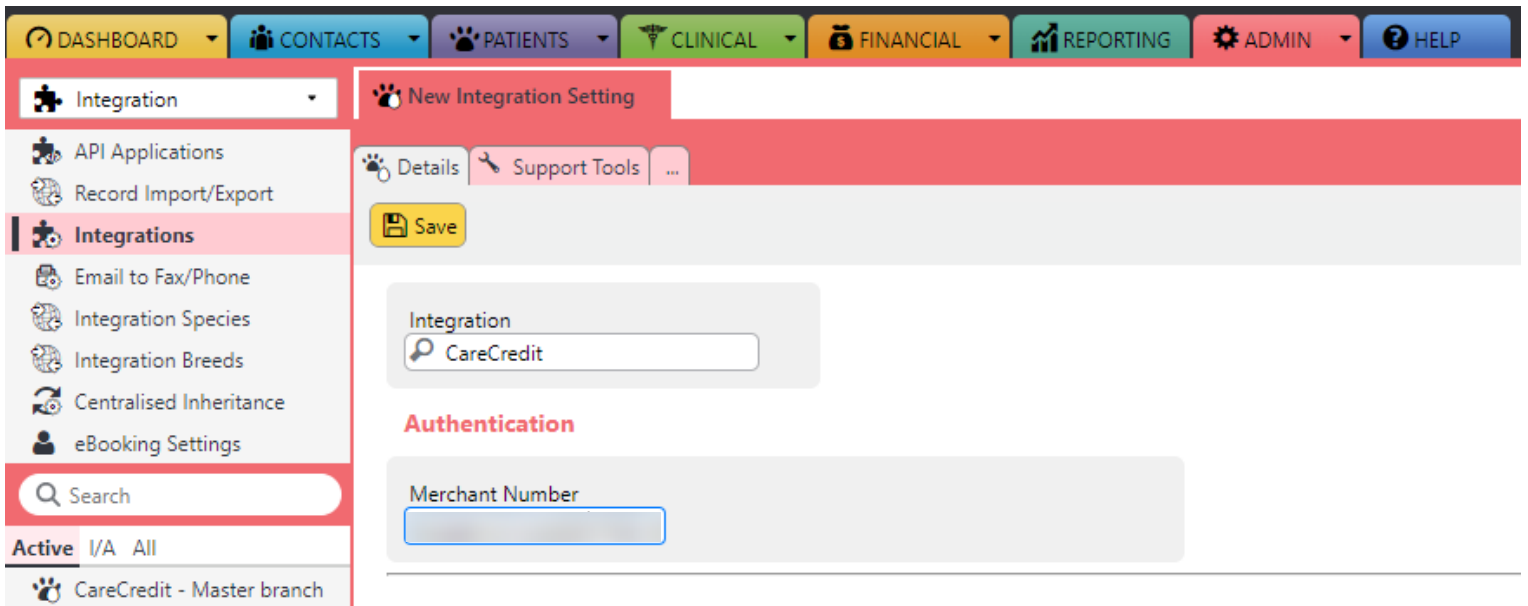 DASHBOARD CONTACTS PATIENTS CLINICAL FINANCIAL REPORTING ADMIN HELP
Integration
New Integration Setting
API Applications
Record Import/Export
Integrations
Email to Fax/Phone
Integration Species
Integration Breeds
Centralised Inheritance
eBooking Settings
Search
Active I/A All
CareCredit - Master branch
Details Support Tools ...
Save
Integration
CareCredit
Authentication
Merchant Number